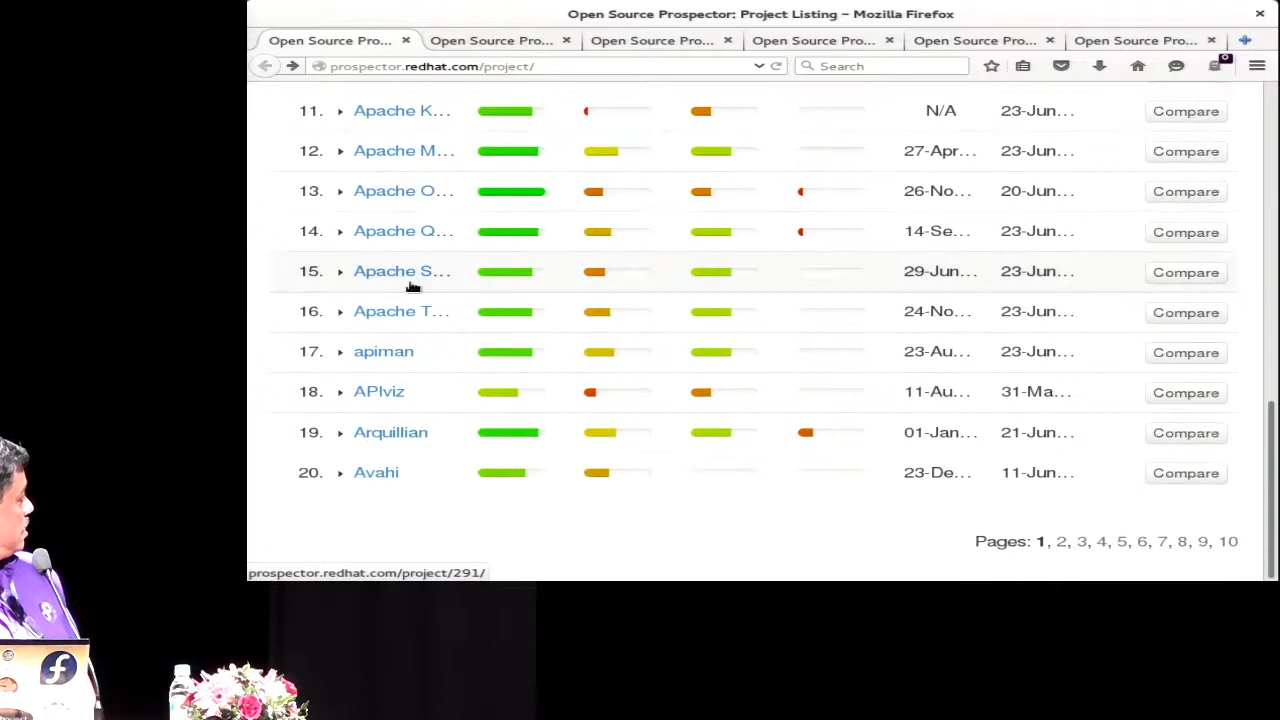 Open Source Prospector: Project Listing – Mozilla Firefox
Open Source Pro... Open Source Pro... Open Source Pro... Open Source Pro... Open Source Pro... Open Source Pro...
prospector.redhat.com/project/ Search
11. Apache K... N/A 23-Jun... Compare
12. Apache M... 27-Apr... 23-Jun... Compare
13. Apache O... 26-No... 20-Jun... Compare
14. Apache Q... 14-Se... 23-Jun... Compare
15. Apache S... 29-Jun... 23-Jun... Compare
16. Apache T... 24-No... 23-Jun... Compare
17. apiman 23-Au... 23-Jun... Compare
18. APIviz 11-Au... 31-Ma... Compare
19. Arquillian 01-Jan... 21-Jun... Compare
20. Avahi 23-De... 11-Jun... Compare
Pages: 1, 2, 3, 4, 5, 6, 7, 8, 9, 10
prospector.redhat.com/project/291/